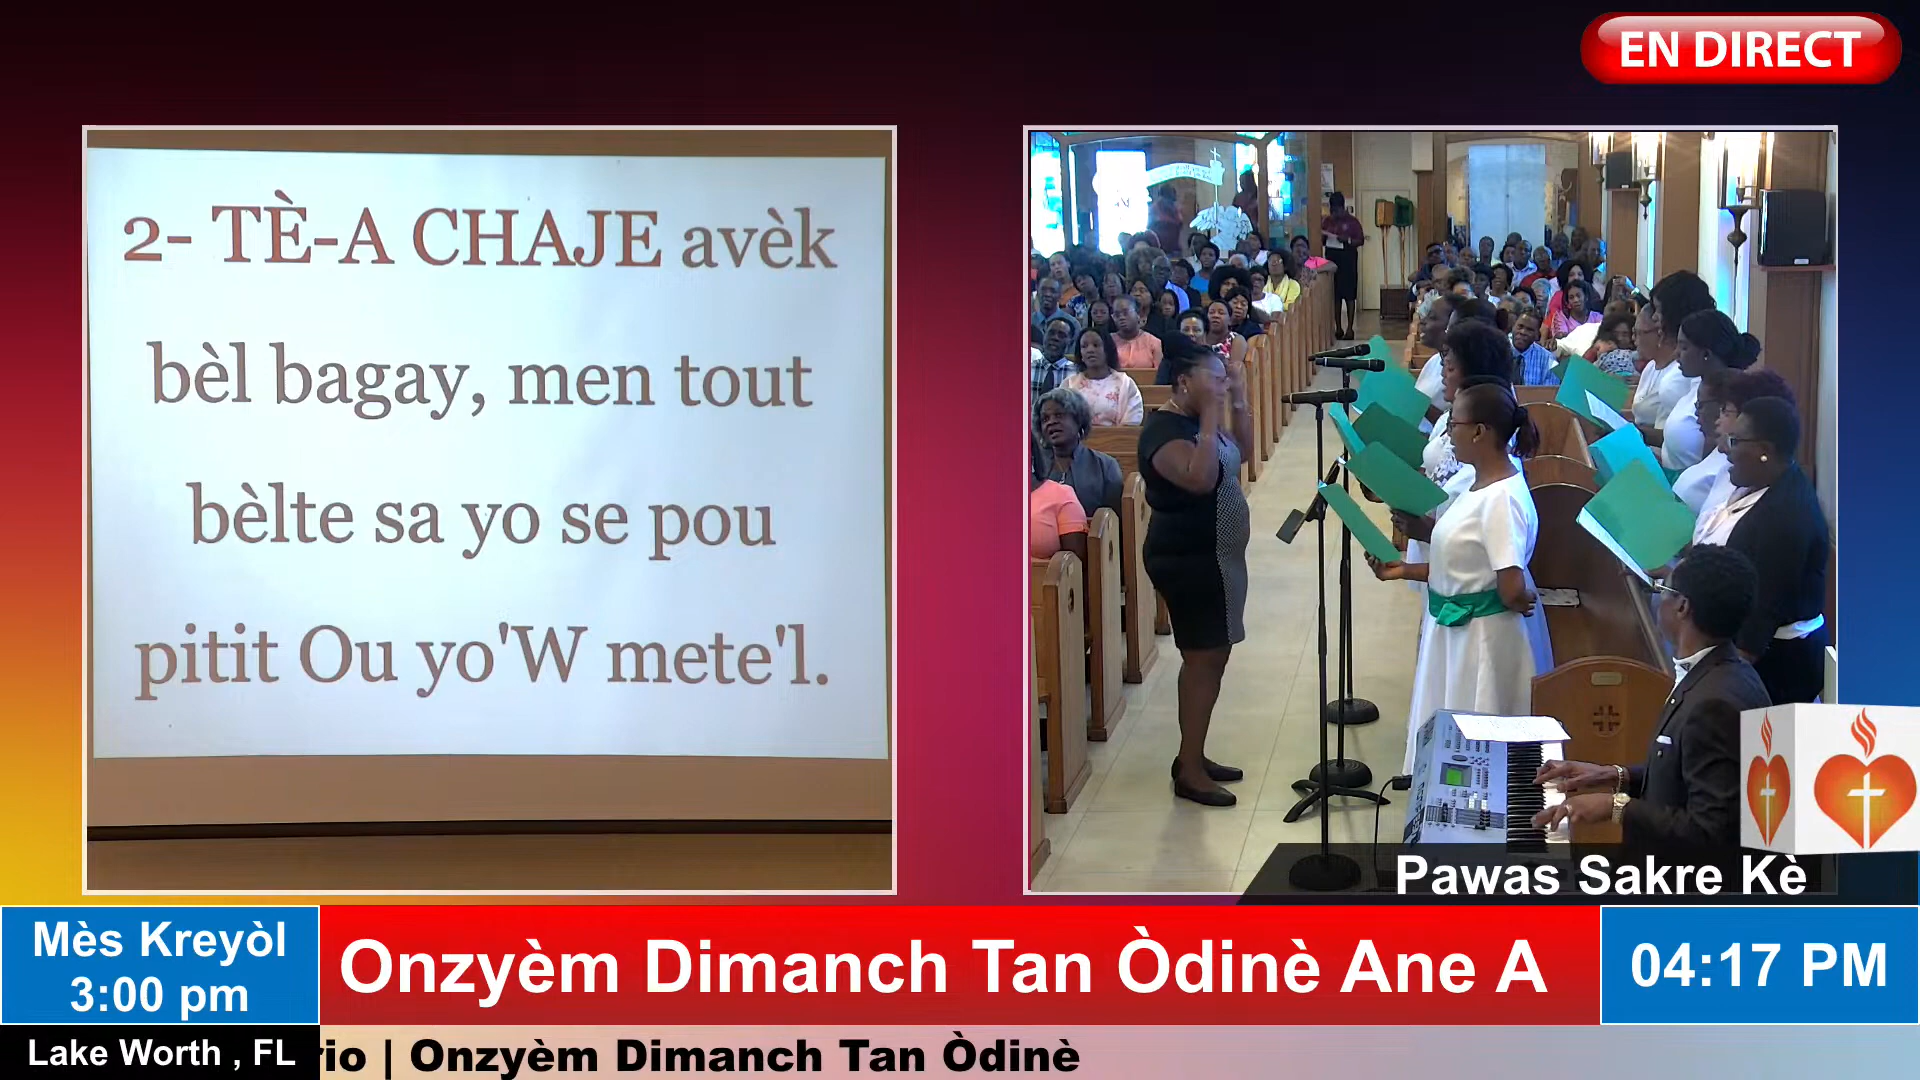 EN DIRECT
2- TÈ-A CHAJE avèk
bèl bagay, men tout
bèlte sa yo se pou
pitit Ou yo'W mete'l.
Pawas Sakre Kè
Mès Kreyòl
3:00 pm
Onzyèm Dimanch Tan Òdinè Ane A
04:17 PM
Lake Worth , FL
rio | Onzyèm Dimanch Tan Òdinè